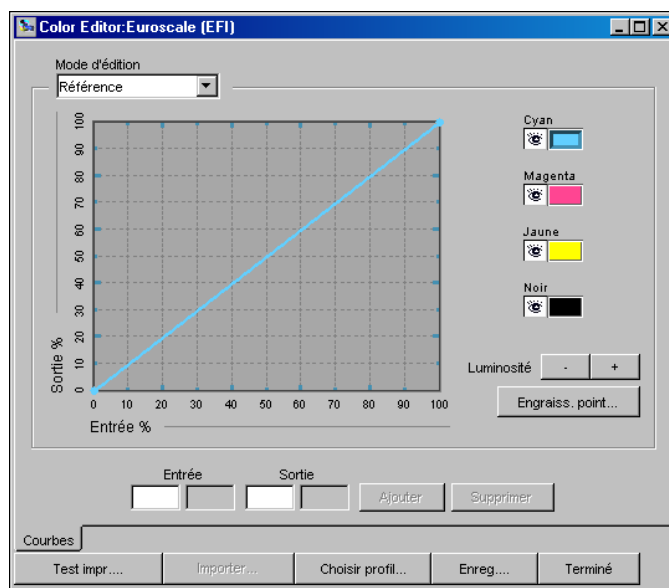 Color Editor:Euroscale (EFI)
Mode d'édition
Référence
Cyan
Magenta
Jaune
Noir
100
90
80
70
60
50
40
30
20
10
0
Sortie %
0 10 20 30 40 50 60 70 80 90 100
Entrée %
Luminosité - +
Engraiss. point...
Entrée Sortie
Ajouter Supprimer
Courbes
Test impr.... Importer... Choisir profil... Enreg.... Terminé